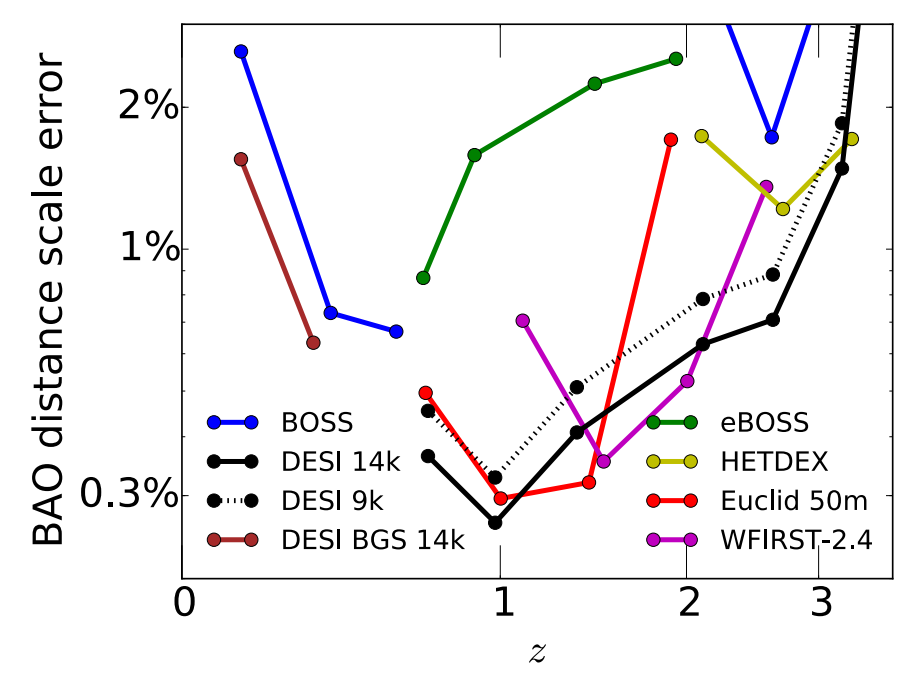 BAO distance scale error
2%
1%
0.3%
BOSS
DESI 14k
DESI 9k
DESI BGS 14k
eBOSS
HETDEX
Euclid 50m
WFIRST-2.4
0 1 2 3
z